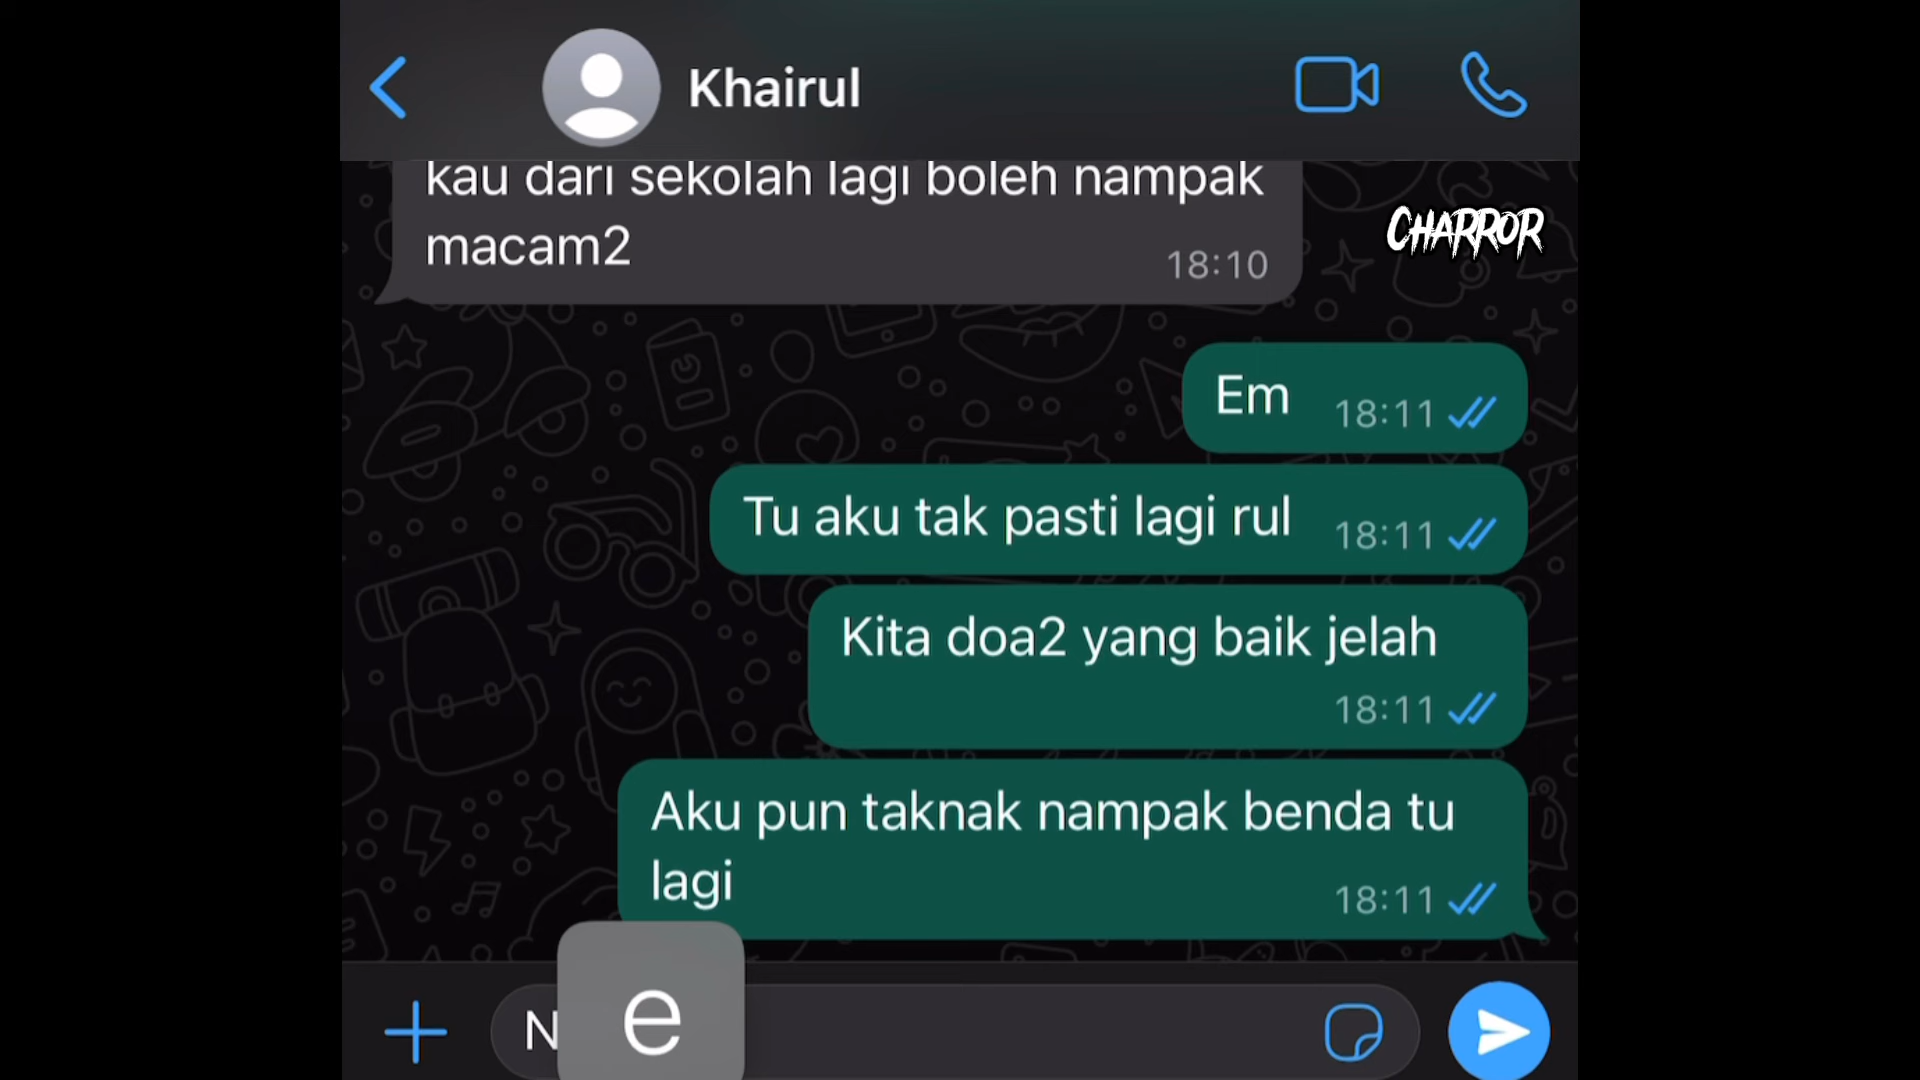 Khairul
kau dari sekolah lagi boleh nampak
macam2
18:10
CHARROR
Em
18:11
Tu aku tak pasti lagi rul
18:11
Kita doa2 yang baik jelah
18:11
Aku pun taknak nampak benda tu
lagi
18:11
N
e